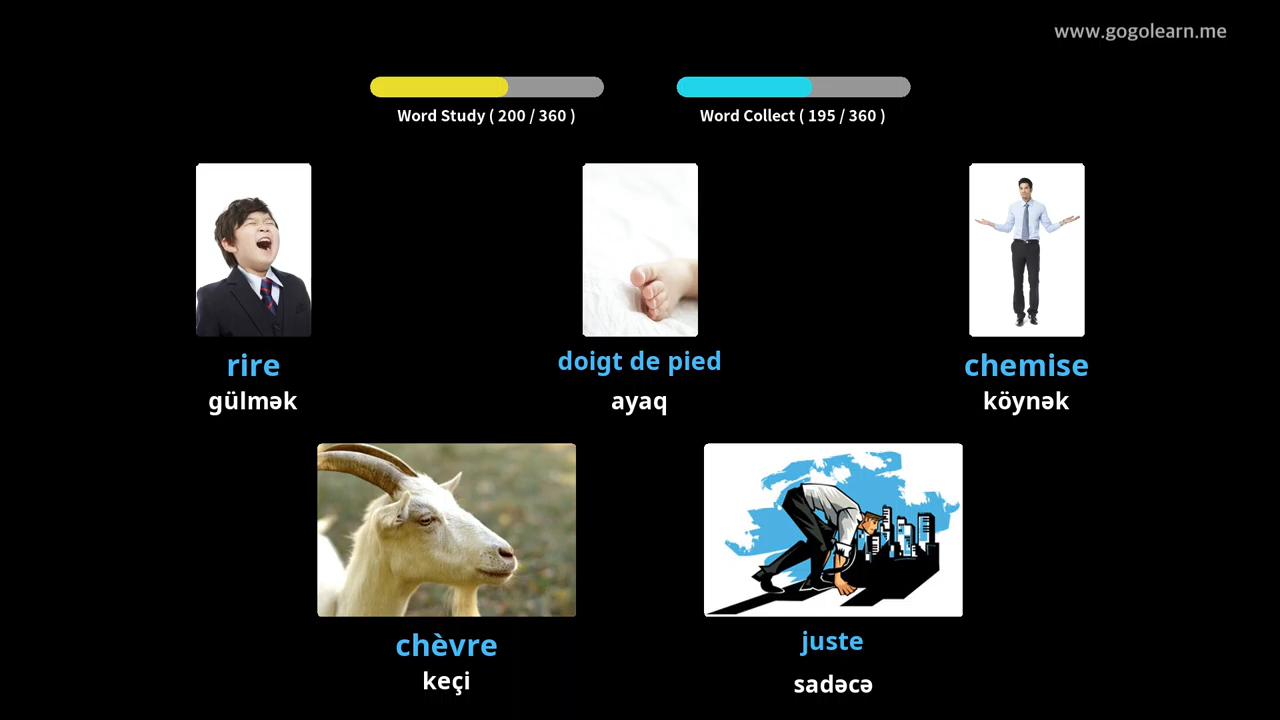 www.gogolearn.me
Word Study ( 200 / 360 )
Word Collect ( 195 / 360 )
rire
gülmək
doigt de pied
ayaq
chemise
köynək
chèvre
keçi
juste
sadəcə